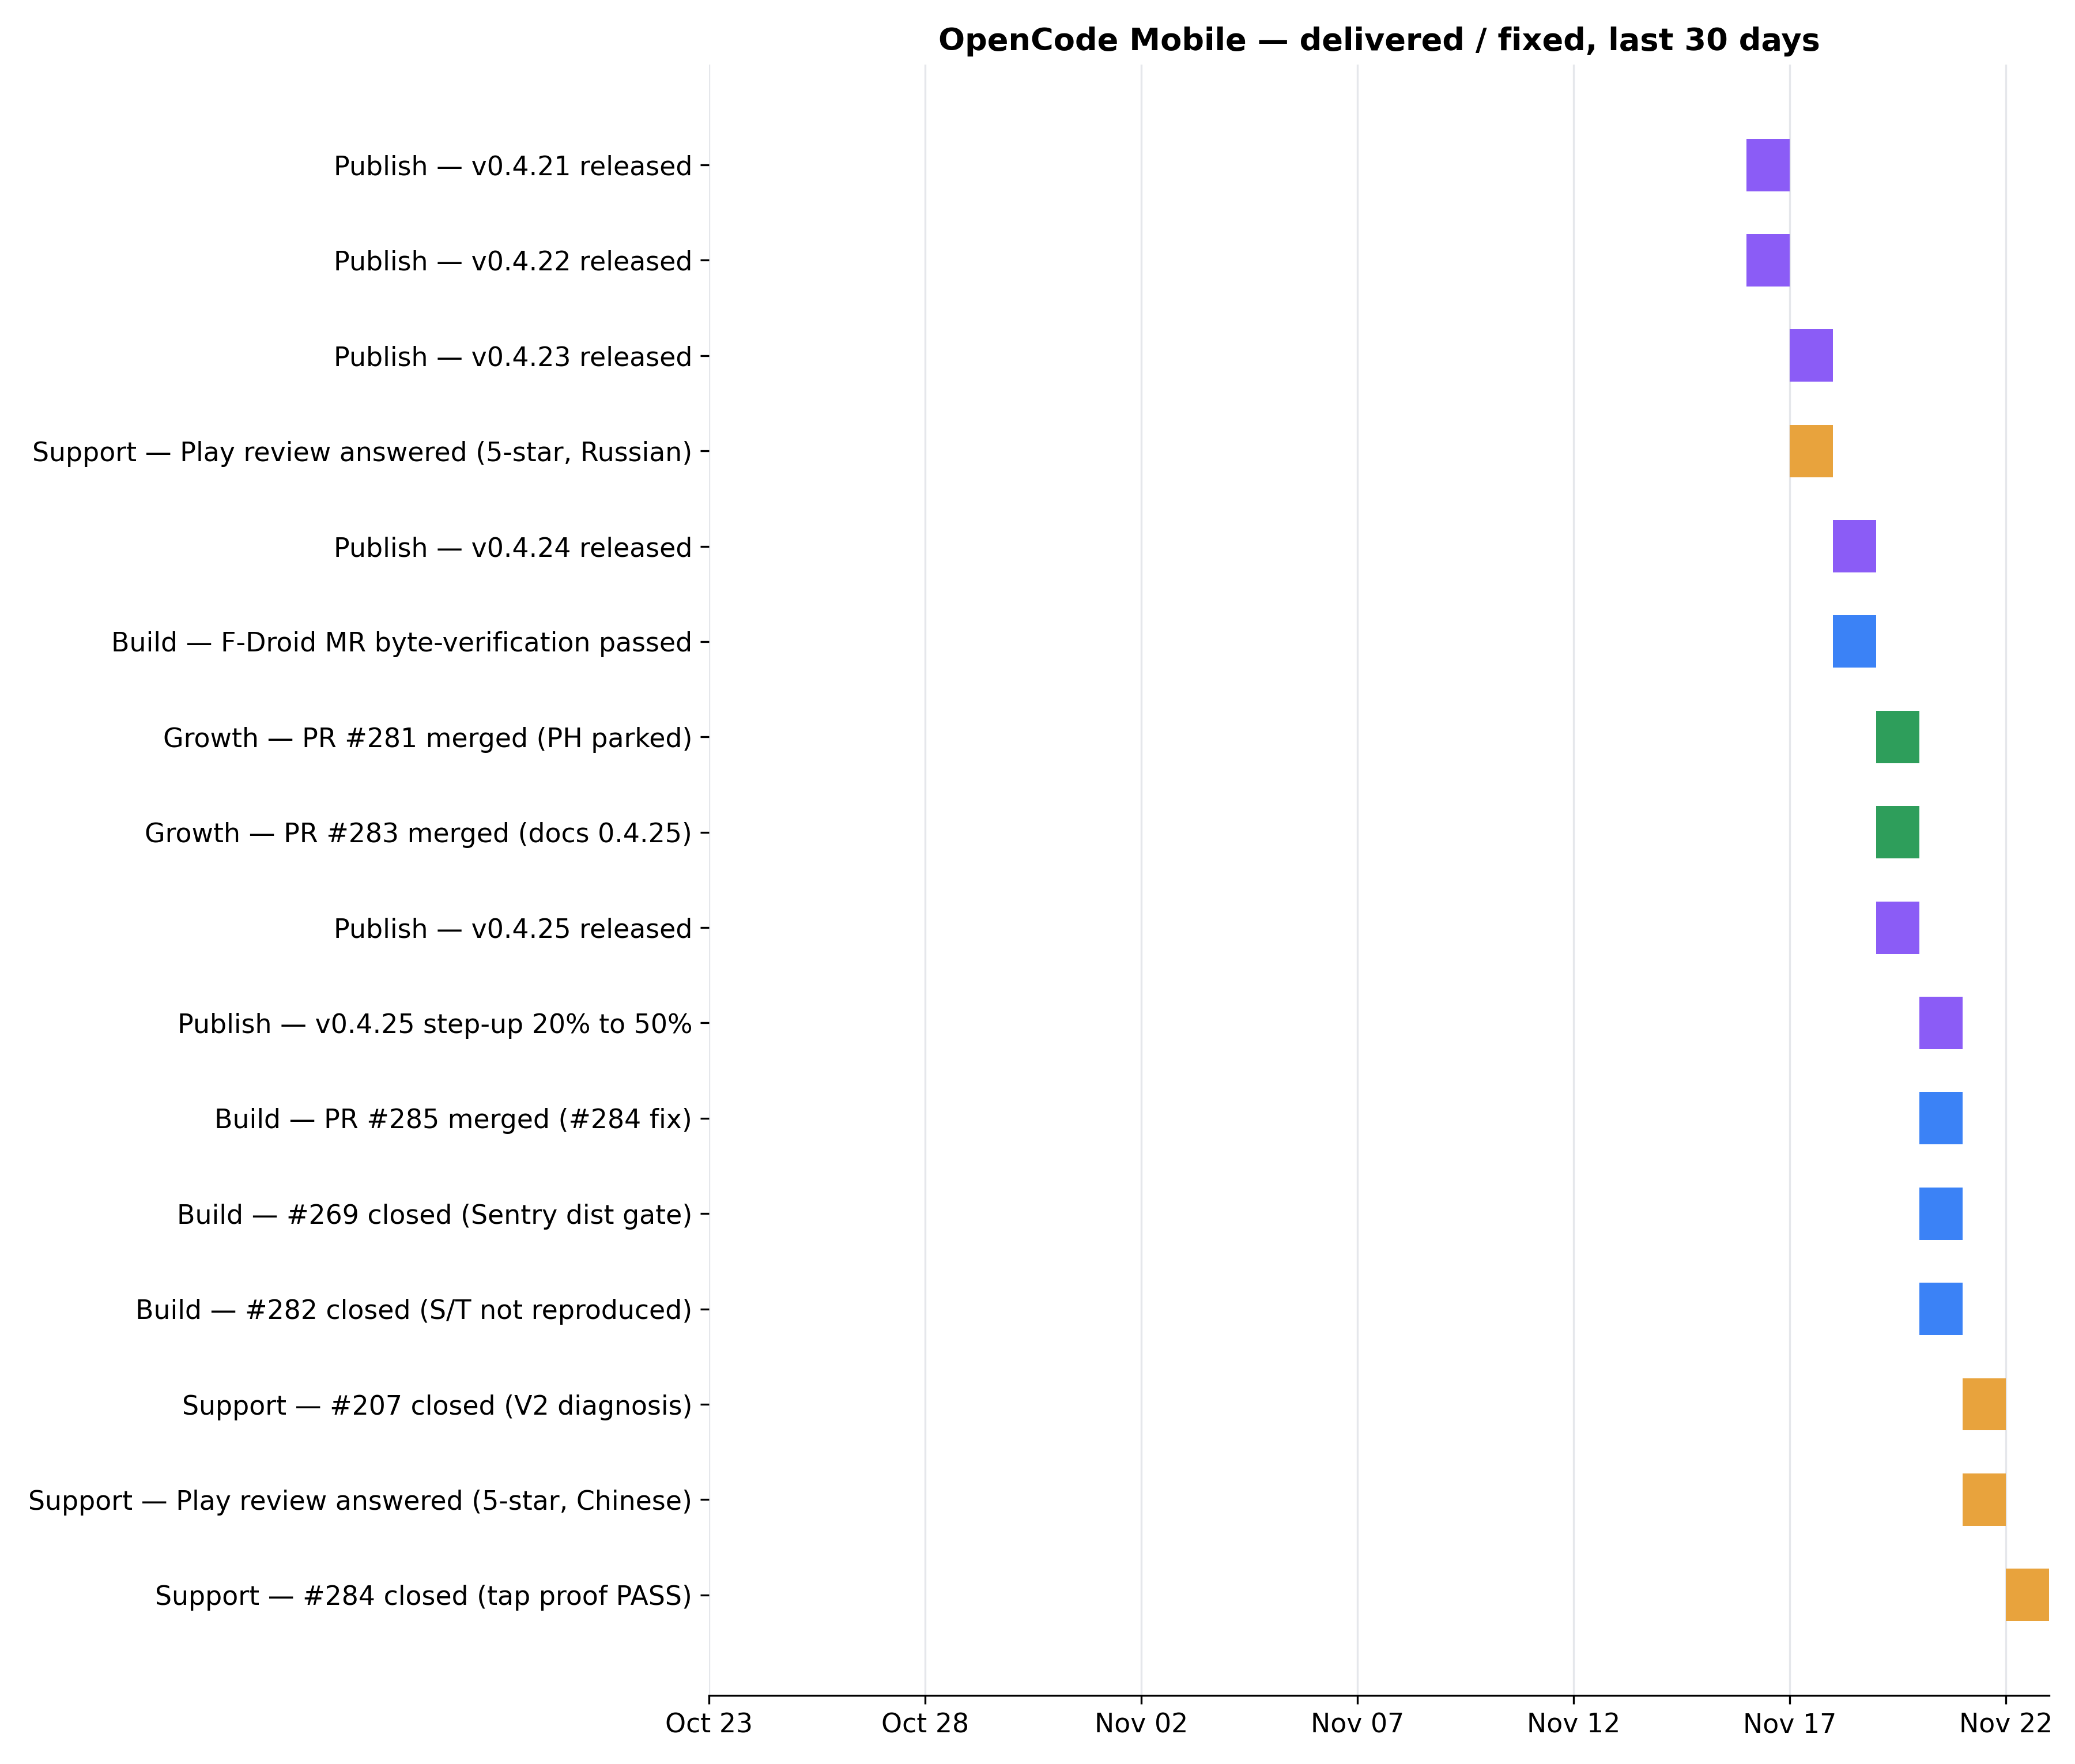 OpenCode Mobile — delivered / fixed, last 30 days
Publish — v0.4.21 released
Publish — v0.4.22 released
Publish — v0.4.23 released
Support — Play review answered (5-star, Russian)
Publish — v0.4.24 released
Build — F-Droid MR byte-verification passed
Growth — PR #281 merged (PH parked)
Growth — PR #283 merged (docs 0.4.25)
Publish — v0.4.25 released
Publish — v0.4.25 step-up 20% to 50%
Build — PR #285 merged (#284 fix)
Build — #269 closed (Sentry dist gate)
Build — #282 closed (S/T not reproduced)
Support — #207 closed (V2 diagnosis)
Support — Play review answered (5-star, Chinese)
Support — #284 closed (tap proof PASS)
Oct 23 Oct 28 Nov 02 Nov 07 Nov 12 Nov 17 Nov 22